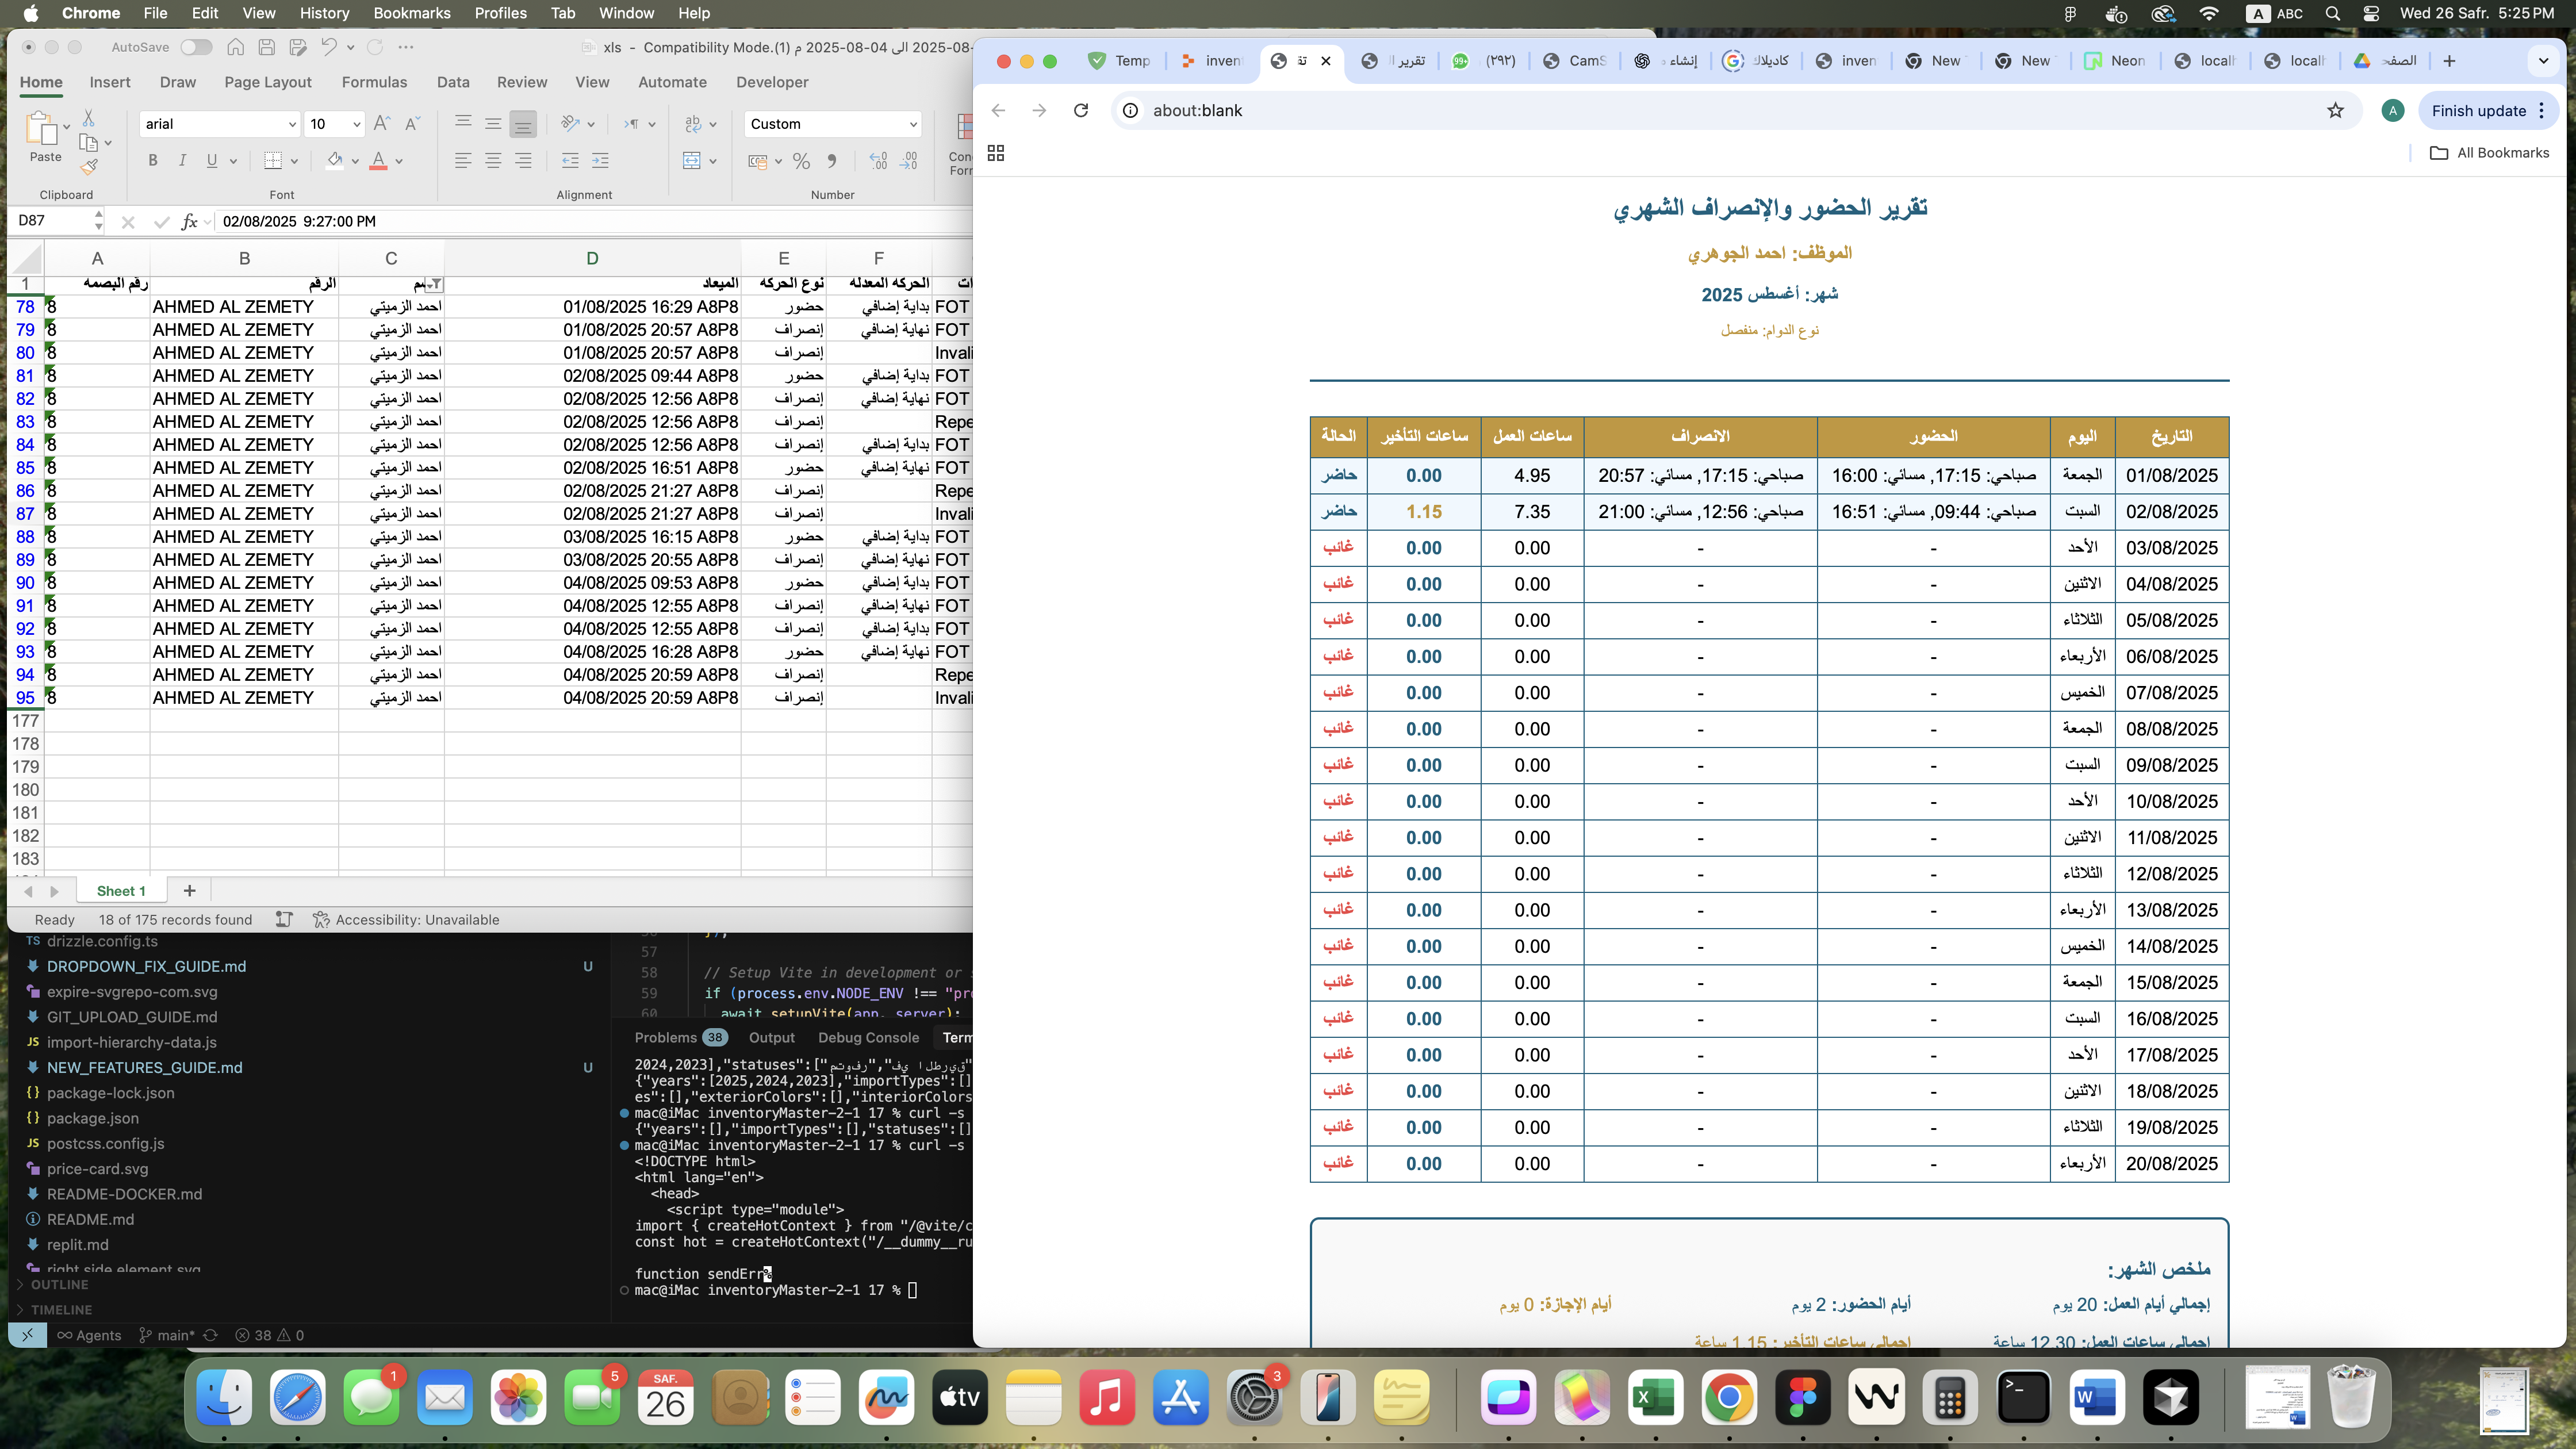 Chrome File Edit View History Bookmarks Profiles Tab Window Help
A ABC Wed 26 Safr. 5:25 PM
AutoSave
xls - Compatibility Mode.(1) م 2025-08-04 الى 2025-08-
Home Insert Draw Page Layout Formulas Data Review View Automate Developer
Paste
arial 10
Custom
Clipboard Font Alignment Number
D87 fx 02/08/2025 9:27:00 PM
A B C D E F
1 رقم البصمه الرقم الميعاد نوع الحركه الحركه المعدله
78 8 AHMED AL ZEMETY احمد الزميتي 01/08/2025 16:29 A8P8 حضور بداية إضافي FOT
79 8 AHMED AL ZEMETY احمد الزميتي 01/08/2025 20:57 A8P8 إنصراف نهاية إضافي FOT
80 8 AHMED AL ZEMETY احمد الزميتي 01/08/2025 20:57 A8P8 إنصراف Invali
81 8 AHMED AL ZEMETY احمد الزميتي 02/08/2025 09:44 A8P8 حضور بداية إضافي FOT
82 8 AHMED AL ZEMETY احمد الزميتي 02/08/2025 12:56 A8P8 إنصراف نهاية إضافي FOT
83 8 AHMED AL ZEMETY احمد الزميتي 02/08/2025 12:56 A8P8 إنصراف Repe
84 8 AHMED AL ZEMETY احمد الزميتي 02/08/2025 12:56 A8P8 إنصراف بداية إضافي FOT
85 8 AHMED AL ZEMETY احمد الزميتي 02/08/2025 16:51 A8P8 حضور نهاية إضافي FOT
86 8 AHMED AL ZEMETY احمد الزميتي 02/08/2025 21:27 A8P8 إنصراف Repe
87 8 AHMED AL ZEMETY احمد الزميتي 02/08/2025 21:27 A8P8 إنصراف Invali
88 8 AHMED AL ZEMETY احمد الزميتي 03/08/2025 16:15 A8P8 حضور بداية إضافي FOT
89 8 AHMED AL ZEMETY احمد الزميتي 03/08/2025 20:55 A8P8 إنصراف نهاية إضافي FOT
90 8 AHMED AL ZEMETY احمد الزميتي 04/08/2025 09:53 A8P8 حضور بداية إضافي FOT
91 8 AHMED AL ZEMETY احمد الزميتي 04/08/2025 12:55 A8P8 إنصراف نهاية إضافي FOT
92 8 AHMED AL ZEMETY احمد الزميتي 04/08/2025 12:55 A8P8 إنصراف بداية إضافي FOT
93 8 AHMED AL ZEMETY احمد الزميتي 04/08/2025 16:28 A8P8 حضور نهاية إضافي FOT
94 8 AHMED AL ZEMETY احمد الزميتي 04/08/2025 20:59 A8P8 إنصراف Repe
95 8 AHMED AL ZEMETY احمد الزميتي 04/08/2025 20:59 A8P8 إنصراف Invali
177
178
179
180
181
182
183
Sheet 1
Ready 18 of 175 records found Accessibility: Unavailable
TS drizzle.config.ts
DROPDOWN_FIX_GUIDE.md U
expire-svgrepo-com.svg
GIT_UPLOAD_GUIDE.md
JS import-hierarchy-data.js
NEW_FEATURES_GUIDE.md U
{} package-lock.json
{} package.json
JS postcss.config.js
price-card.svg
README-DOCKER.md
README.md
replit.md
right side element.svg
OUTLINE
TIMELINE
Agents main* 38 0
57
58 // Setup Vite in development or
59 if (process.env.NODE_ENV !== "pro
60 await setupVite(app, server);
Problems 38 Output Debug Console Term
2024,2023],"statuses":["متوفر","في الطريق"
{"years":[2025,2024,2023],"importTypes":[]
es":[],"exteriorColors":[],"interiorColors
mac@iMac inventoryMaster-2-1 17 % curl -s
{"years":[],"importTypes":[],"statuses":[]
mac@iMac inventoryMaster-2-1 17 % curl -s
<!DOCTYPE html>
<html lang="en">
<head>
<script type="module">
import { createHotContext } from "/@vite/c
const hot = createHotContext("/__dummy__ru
function sendErr%
mac@iMac inventoryMaster-2-1 17 %
Temp inven تة تقرير ال (٢٩٢) CamS إنشاء كاديلاك inven New New Neon local local الصفح
about:blank
A Finish update
All Bookmarks
تقرير الحضور والإنصراف الشهري
الموظف: احمد الجوهري
شهر: أغسطس 2025
نوع الدوام: منفصل
التاريخ اليوم الحضور الانصراف ساعات العمل ساعات التأخير الحالة
01/08/2025 الجمعة صباحي: 17:15, مسائي: 16:00 صباحي: 17:15, مسائي: 20:57 4.95 0.00 حاضر
02/08/2025 السبت صباحي: 09:44, مسائي: 16:51 صباحي: 12:56, مسائي: 21:00 7.35 1.15 حاضر
03/08/2025 الأحد - - 0.00 0.00 غائب
04/08/2025 الاثنين - - 0.00 0.00 غائب
05/08/2025 الثلاثاء - - 0.00 0.00 غائب
06/08/2025 الأربعاء - - 0.00 0.00 غائب
07/08/2025 الخميس - - 0.00 0.00 غائب
08/08/2025 الجمعة - - 0.00 0.00 غائب
09/08/2025 السبت - - 0.00 0.00 غائب
10/08/2025 الأحد - - 0.00 0.00 غائب
11/08/2025 الاثنين - - 0.00 0.00 غائب
12/08/2025 الثلاثاء - - 0.00 0.00 غائب
13/08/2025 الأربعاء - - 0.00 0.00 غائب
14/08/2025 الخميس - - 0.00 0.00 غائب
15/08/2025 الجمعة - - 0.00 0.00 غائب
16/08/2025 السبت - - 0.00 0.00 غائب
17/08/2025 الأحد - - 0.00 0.00 غائب
18/08/2025 الاثنين - - 0.00 0.00 غائب
19/08/2025 الثلاثاء - - 0.00 0.00 غائب
20/08/2025 الأربعاء - - 0.00 0.00 غائب
ملخص الشهر:
إجمالي أيام العمل: 20 يوم أيام الحضور: 2 يوم أيام الإجازة: 0 يوم
إجمالي ساعات العمل: 12.30 ساعة إجمالي ساعات التأخير: 1.15 ساعة
1 5 SAF. 26 tv 3